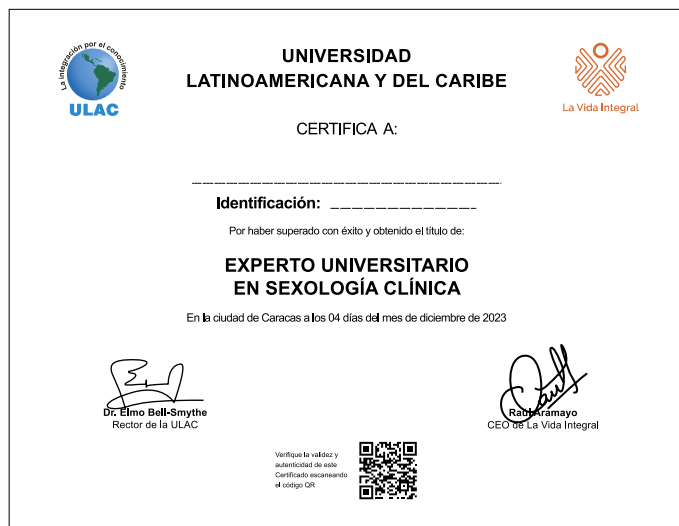 La integración por el conocimiento
ULAC
UNIVERSIDAD
LATINOAMERICANA Y DEL CARIBE
La Vida Integral
CERTIFICA A:
Identificación:
Por haber superado con éxito y obtenido el título de:
EXPERTO UNIVERSITARIO
EN SEXOLOGÍA CLÍNICA
En la ciudad de Caracas a los 04 días del mes de diciembre de 2023
Dr. Elmo Bell-Smythe
Rector de la ULAC
Raúl Aramayo
CEO de La Vida Integral
Verifique la validez y
autenticidad de este
Certificado escaneando
el código QR